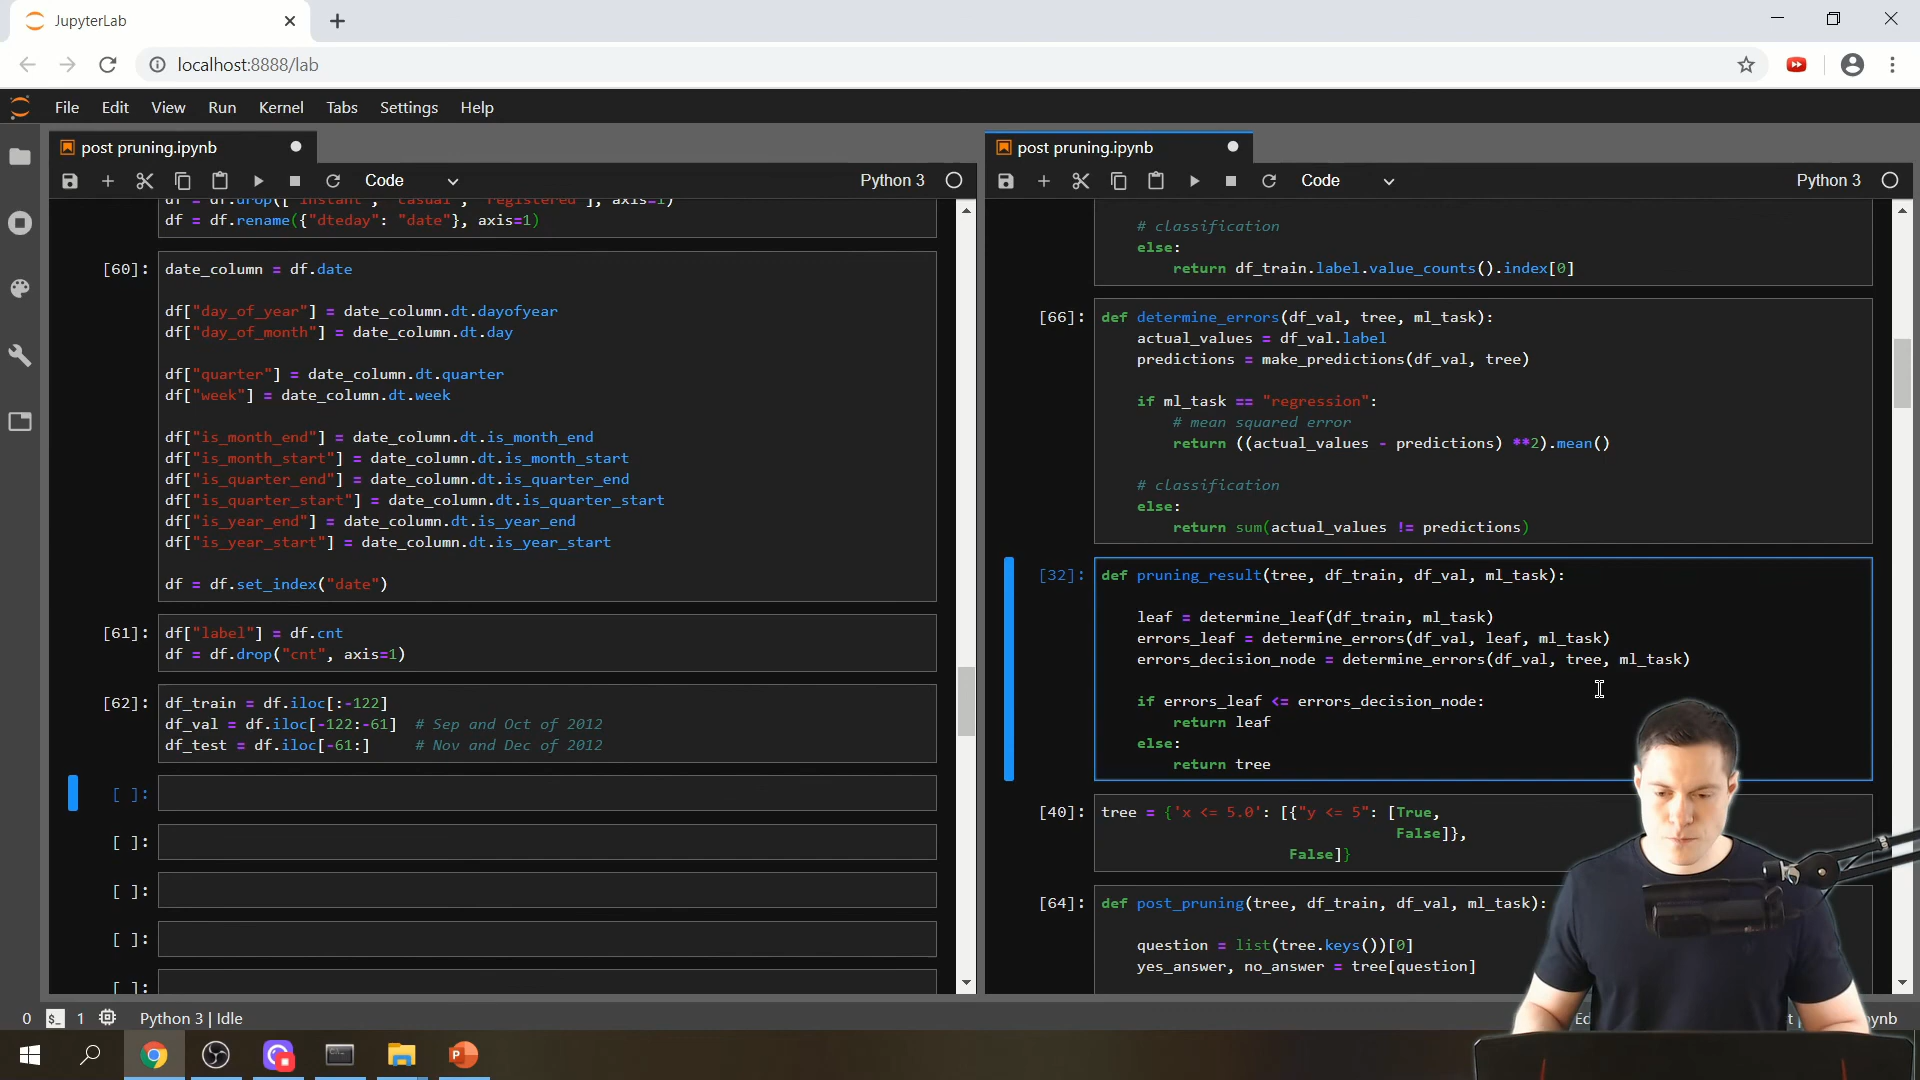 JupyterLab
localhost:8888/lab
File Edit View Run Kernel Tabs Settings Help
post pruning.ipynb
Code
Python 3
df = df.rename({"dteday": "date"}, axis=1)
[60]:
date_column = df.date
df["day_of_year"] = date_column.dt.dayofyear
df["day_of_month"] = date_column.dt.day
df["quarter"] = date_column.dt.quarter
df["week"] = date_column.dt.week
df["is_month_end"] = date_column.dt.is_month_end
df["is_month_start"] = date_column.dt.is_month_start
df["is_quarter_end"] = date_column.dt.is_quarter_end
df["is_quarter_start"] = date_column.dt.is_quarter_start
df["is_year_end"] = date_column.dt.is_year_end
df["is_year_start"] = date_column.dt.is_year_start
df = df.set_index("date")
[61]:
df["label"] = df.cnt
df = df.drop("cnt", axis=1)
[62]:
df_train = df.iloc[:-122]
df_val = df.iloc[-122:-61] # Sep and Oct of 2012
df_test = df.iloc[-61:] # Nov and Dec of 2012
[ ]:
[ ]:
[ ]:
[ ]:
[ ]:
post pruning.ipynb
Code
Python 3
# classification
else:
return df_train.label.value_counts().index[0]
[66]:
def determine_errors(df_val, tree, ml_task):
actual_values = df_val.label
predictions = make_predictions(df_val, tree)
if ml_task == "regression":
# mean squared error
return ((actual_values - predictions) **2).mean()
# classification
else:
return sum(actual_values != predictions)
[32]:
def pruning_result(tree, df_train, df_val, ml_task):
leaf = determine_leaf(df_train, ml_task)
errors_leaf = determine_errors(df_val, leaf, ml_task)
errors_decision_node = determine_errors(df_val, tree, ml_task)
if errors_leaf <= errors_decision_node:
return leaf
else:
return tree
[40]:
tree = {'x <= 5.0': [{"y <= 5": [True,
False]},
False]}
[64]:
def post_pruning(tree, df_train, df_val, ml_task):
question = list(tree.keys())[0]
yes_answer, no_answer = tree[question]
0 1 Python 3 | Idle